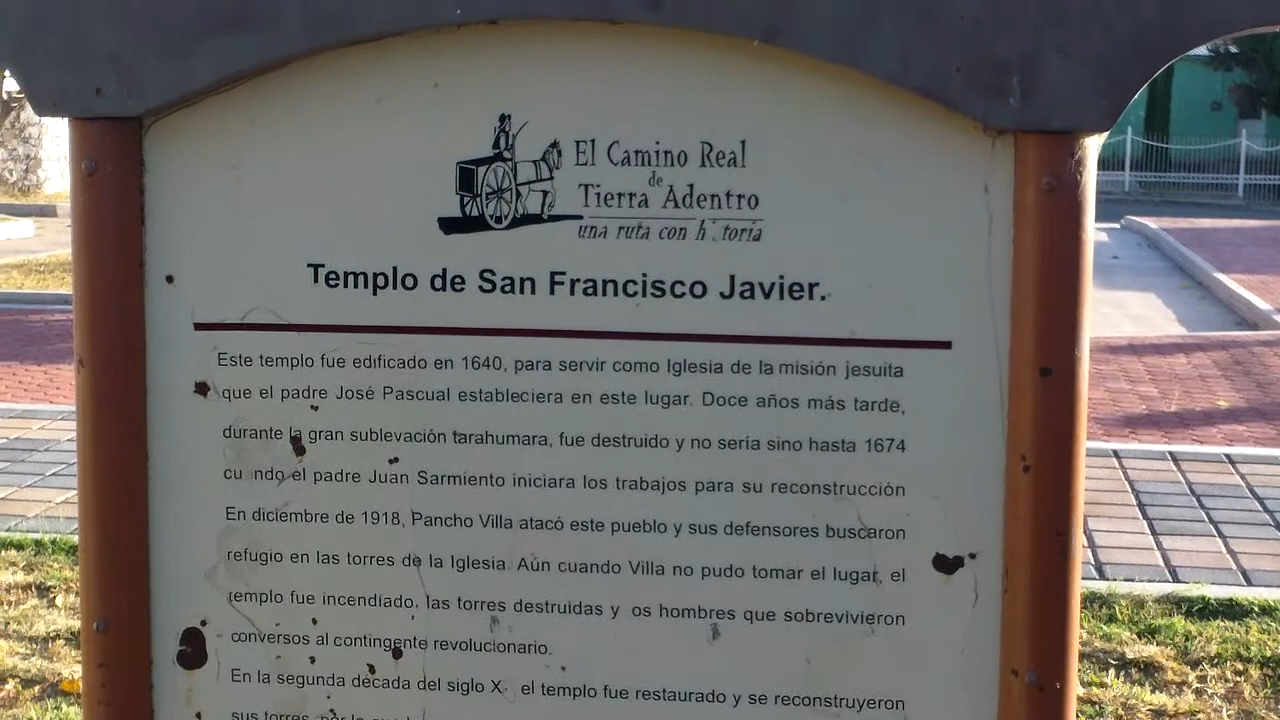 El Camino Real
de
Tierra Adentro
una ruta con h toria
Templo de San Francisco Javier.
Este templo fue edificado en 1640, para servir como Iglesia de la misión jesuita
que el padre José Pascual estableciera en este lugar. Doce años más tarde,
durante la gran sublevación tarahumara, fue destruido y no sería sino hasta 1674
cu ndo el padre Juan Sarmiento iniciara los trabajos para su reconstrucción
En diciembre de 1918, Pancho Villa atacó este pueblo y sus defensores buscaron
refugio en las torres de la Iglesia. Aún cuando Villa no pudo tomar el lugar, el
templo fue incendiado, las torres destruidas y os hombres que sobrevivieron
conversos al contingente revolucionario.
En la segunda década del siglo X el templo fue restaurado y se reconstruyeron
sus torres, por lo que